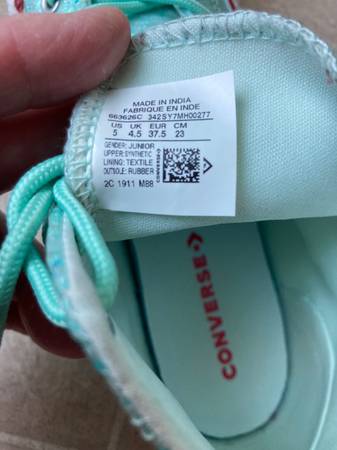 MADE IN INDIA
FABRIQUE EN INDE
663626C 342SY7MH00277
US UK EUR CM
5 4.5 37.5 23
GENDER: JUNIOR
UPPER: SYNTHETIC
LINING: TEXTILE
OUTSOLE: RUBBER
CONVERSE
2C 1911 M88
CONVERSE